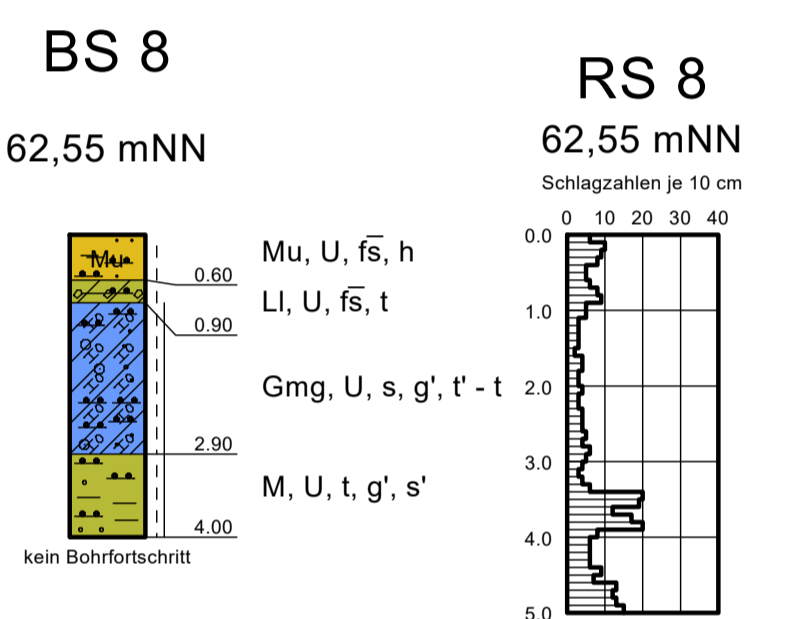 BS 8
62,55 mNN
Mu
0.60
0.90
2.90
4.00
kein Bohrfortschritt
Mu, U, fs̅, h
Ll, U, fs̅, t
Gmg, U, s, g', t' - t
M, U, t, g', s'
RS 8
62,55 mNN
Schlagzahlen je 10 cm
0 10 20 30 40
0.0
1.0
2.0
3.0
4.0
5.0